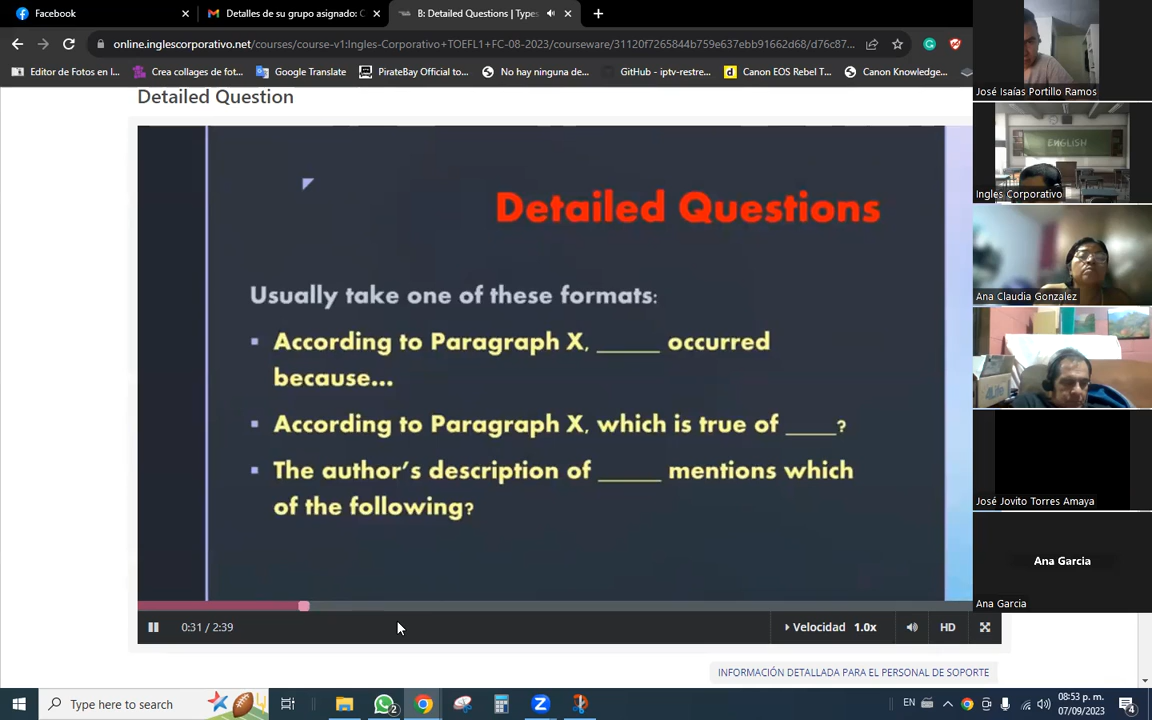 Facebook
Detalles de su grupo asignado: C
B: Detailed Questions | Types
online.inglescorporativo.net/courses/course-v1:Ingles-Corporativo+TOEFL1+FC-08-2023/courseware/31120f7265844b759e637ebb91662d68/d76c87...
Editor de Fotos en l...
Crea collages de fot...
Google Translate
PirateBay Official to...
No hay ninguna de...
GitHub - iptv-restre...
Canon EOS Rebel T...
Canon Knowledge...
Detailed Question
Detailed Questions
Usually take one of these formats:
According to Paragraph X, _____ occurred
because...
According to Paragraph X, which is true of ____?
The author's description of _____ mentions which
of the following?
0:31 / 2:39
Velocidad 1.0x
HD
INFORMACIÓN DETALLADA PARA EL PERSONAL DE SOPORTE
José Isaías Portillo Ramos
ENGLISH
Ingles Corporativo
Ana Claudia Gonzalez
José Jovito Torres Amaya
Ana Garcia
Ana Garcia
Type here to search
2
EN
08:53 p. m.
07/09/2023
4